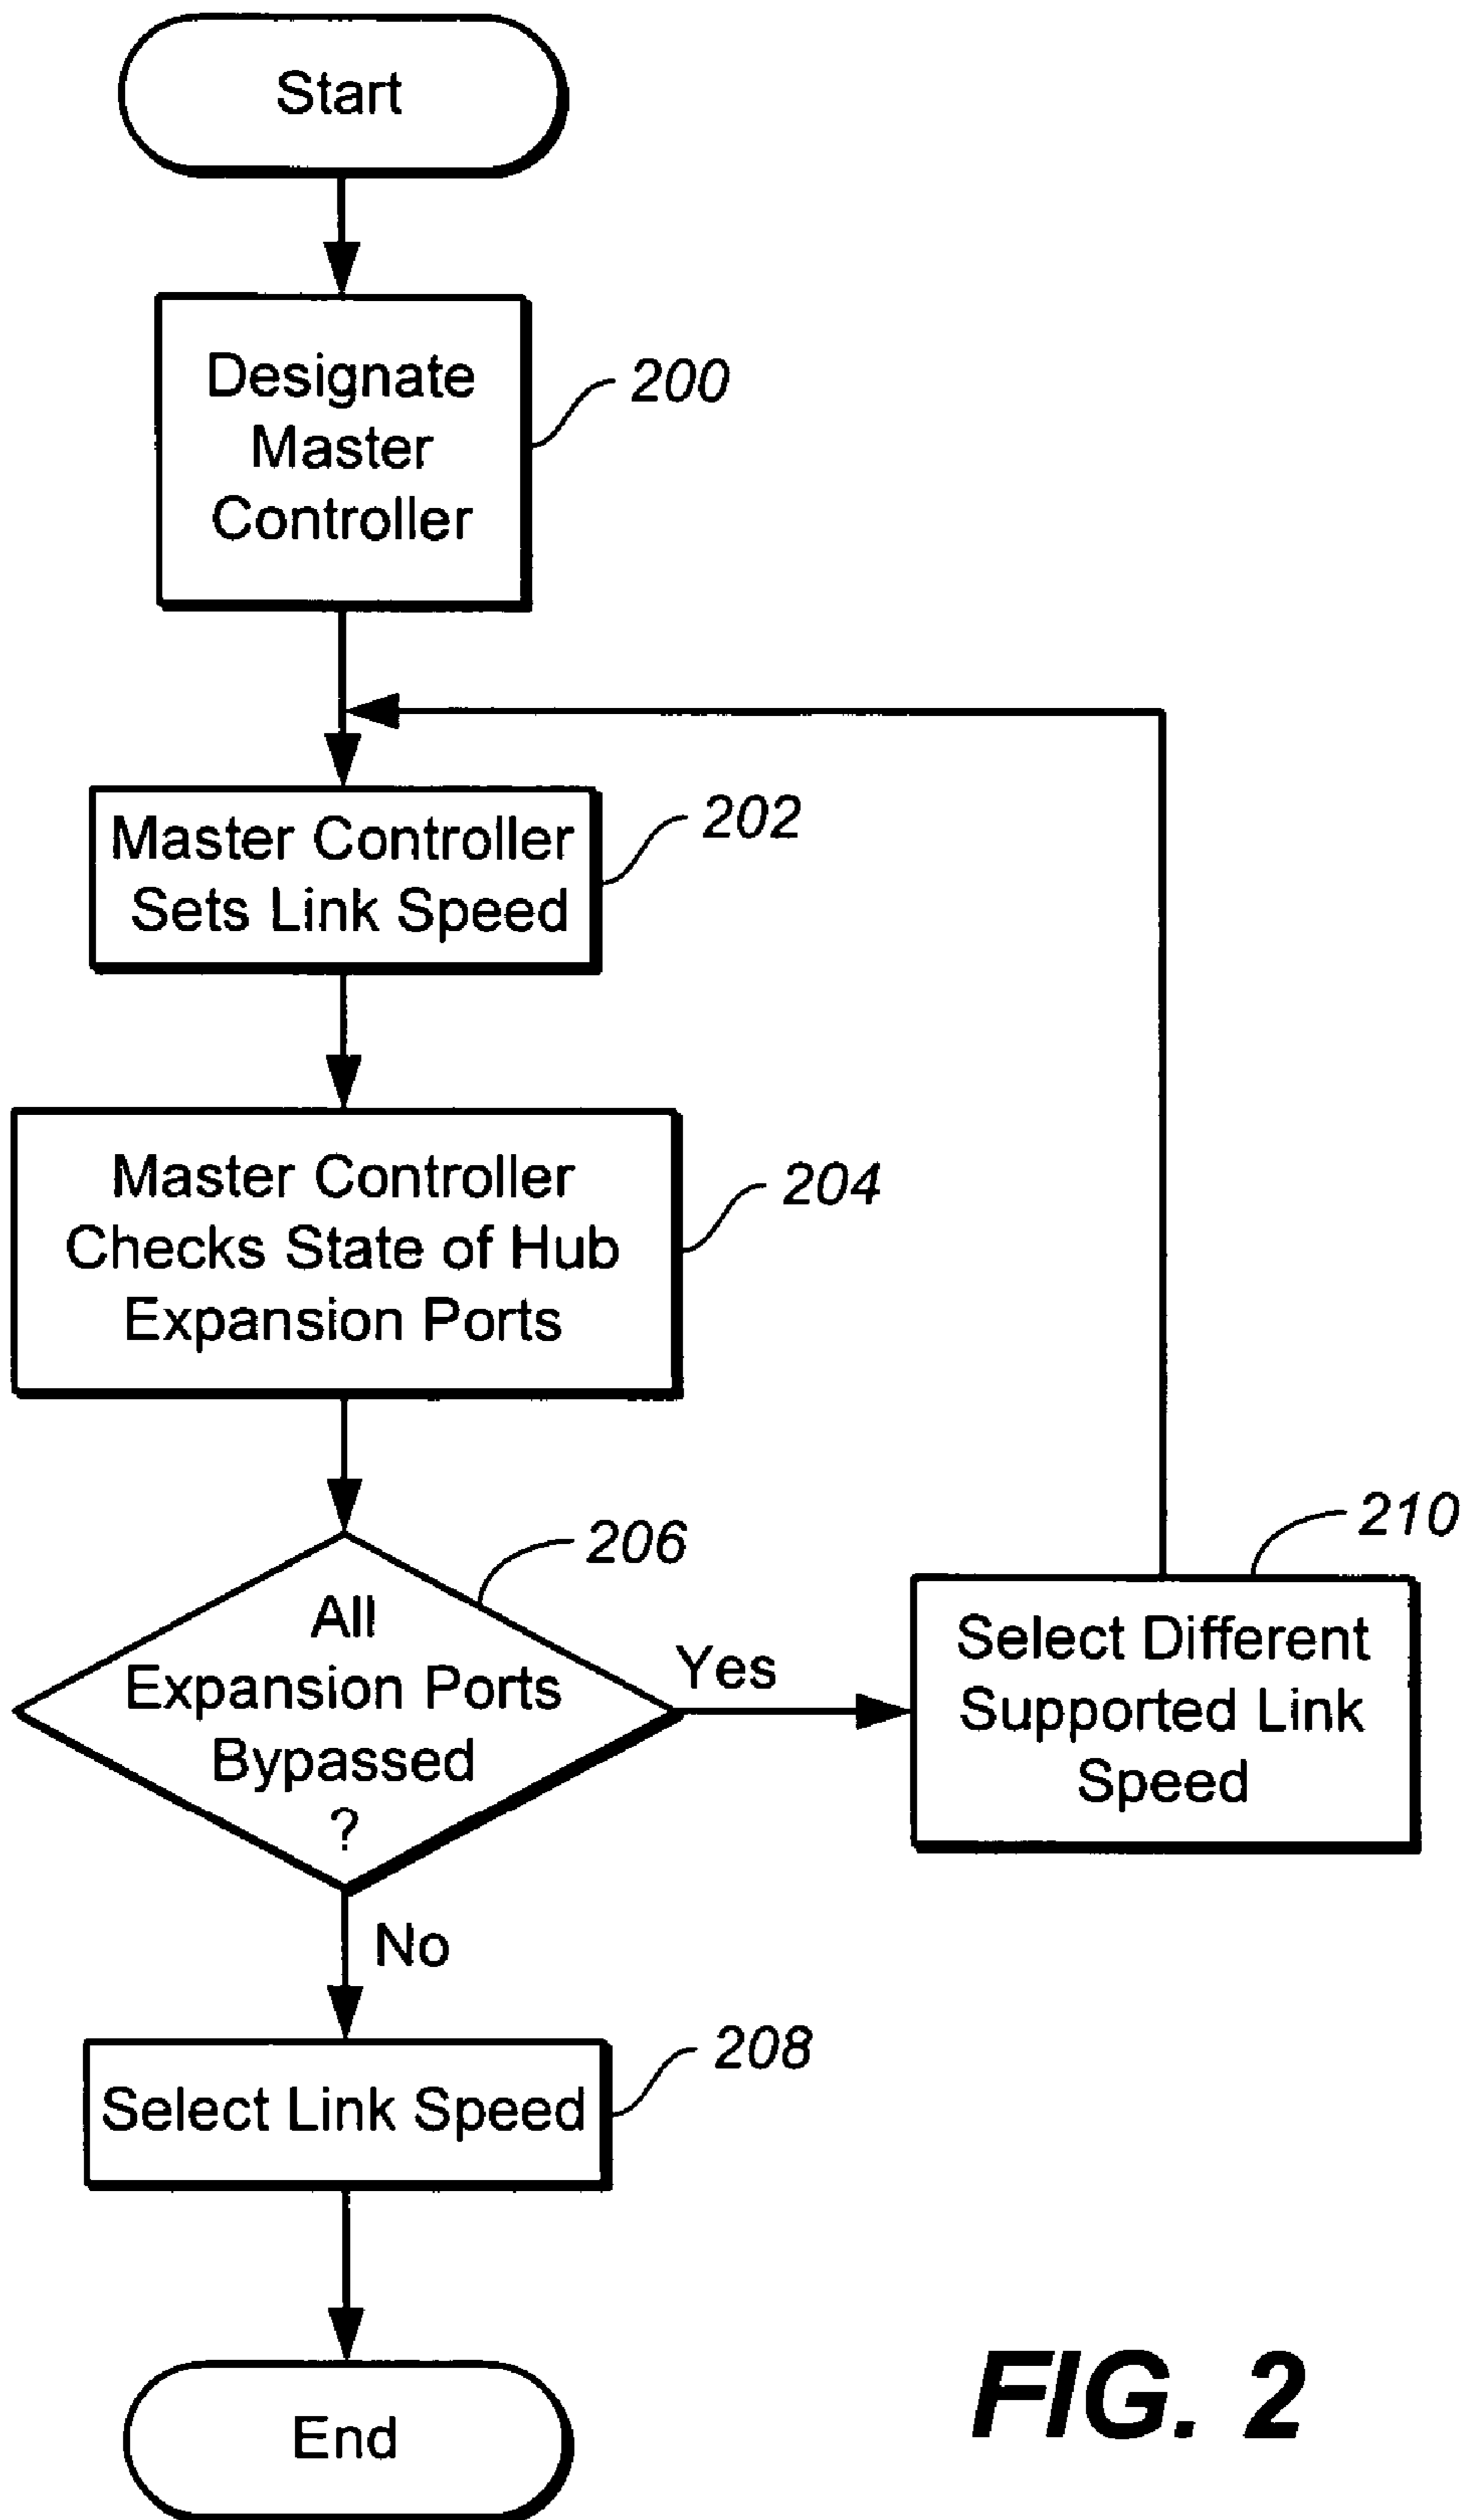 Start
Designate
Master
Controller
200
Master Controller
Sets Link Speed
202
Master Controller
Checks State of Hub
Expansion Ports
204
All
Expansion Ports
Bypassed
?
206
Yes
Select Different
Supported Link
Speed
210
No
Select Link Speed
208
End
FIG. 2